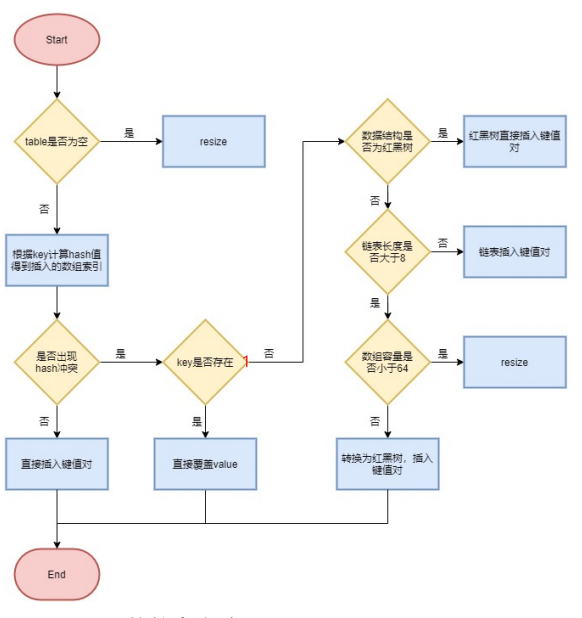 Start
table是否为空
是
resize
否
根据key计算hash值
得到插入的数组索引
是否出现
hash冲突
是
key是否存在
否
否
是
直接插入键值对
直接覆盖value
End
数据结构是
否为红黑树
是
红黑树直接插入键值
对
否
链表长度是
否大于8
否
链表插入键值对
是
数组容量是
否小于64
是
resize
否
转换为红黑树，插入
键值对